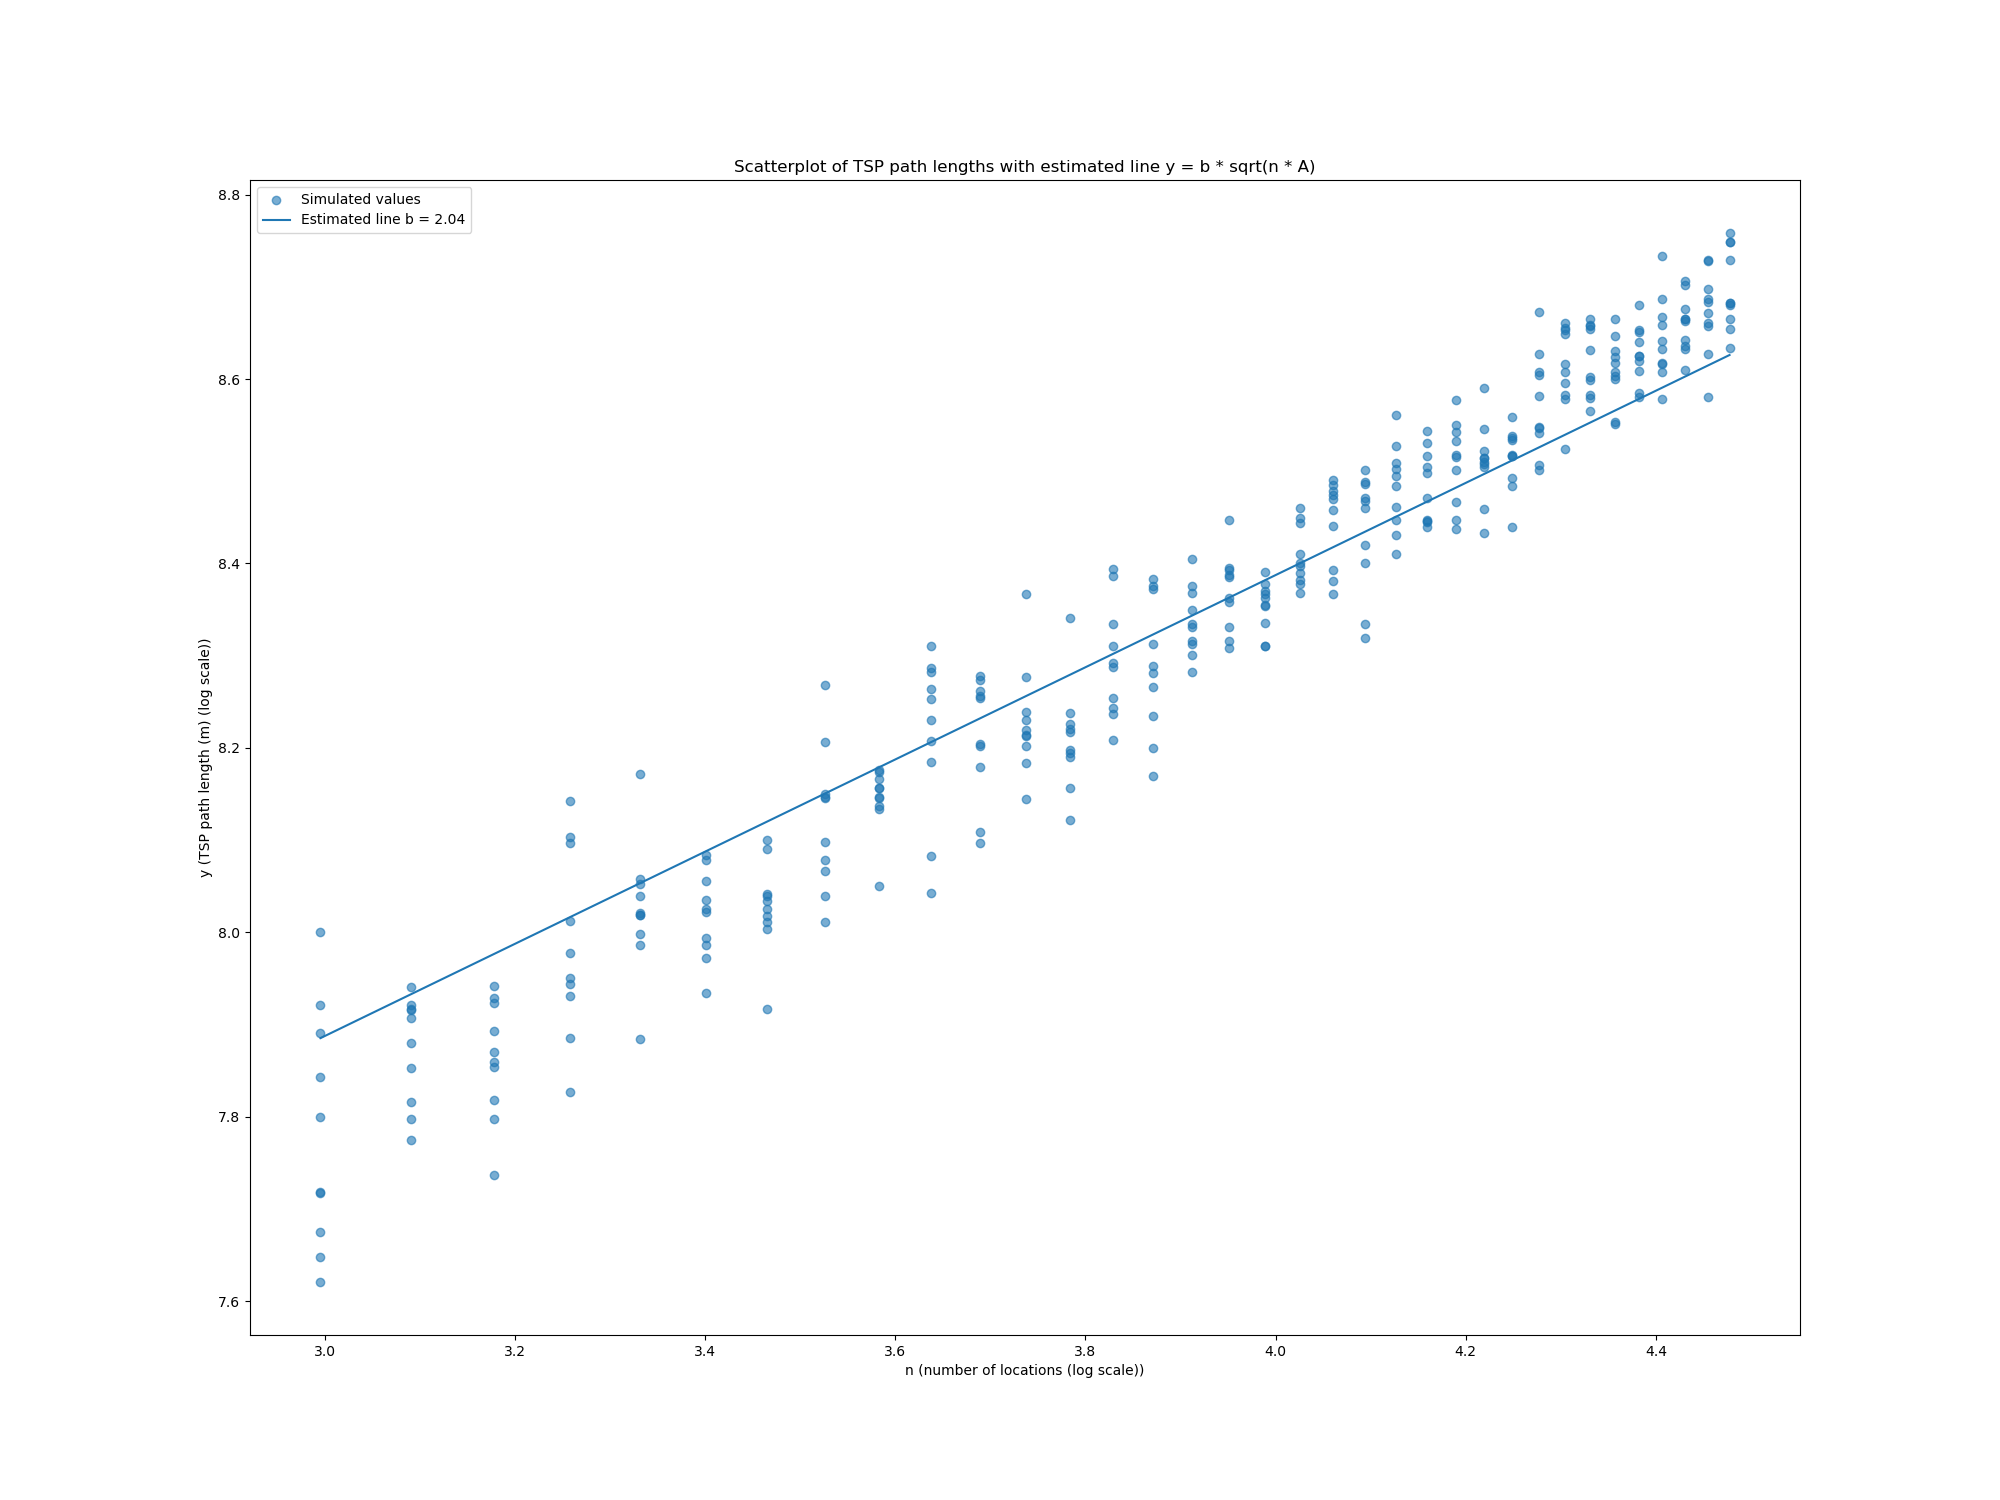 Scatterplot of TSP path lengths with estimated line y = b * sqrt(n * A)
Simulated values
Estimated line b = 2.04
8.8
8.6
8.4
8.2
8.0
7.8
7.6
y (TSP path length (m) (log scale))
3.0 3.2 3.4 3.6 3.8 4.0 4.2 4.4
n (number of locations (log scale))